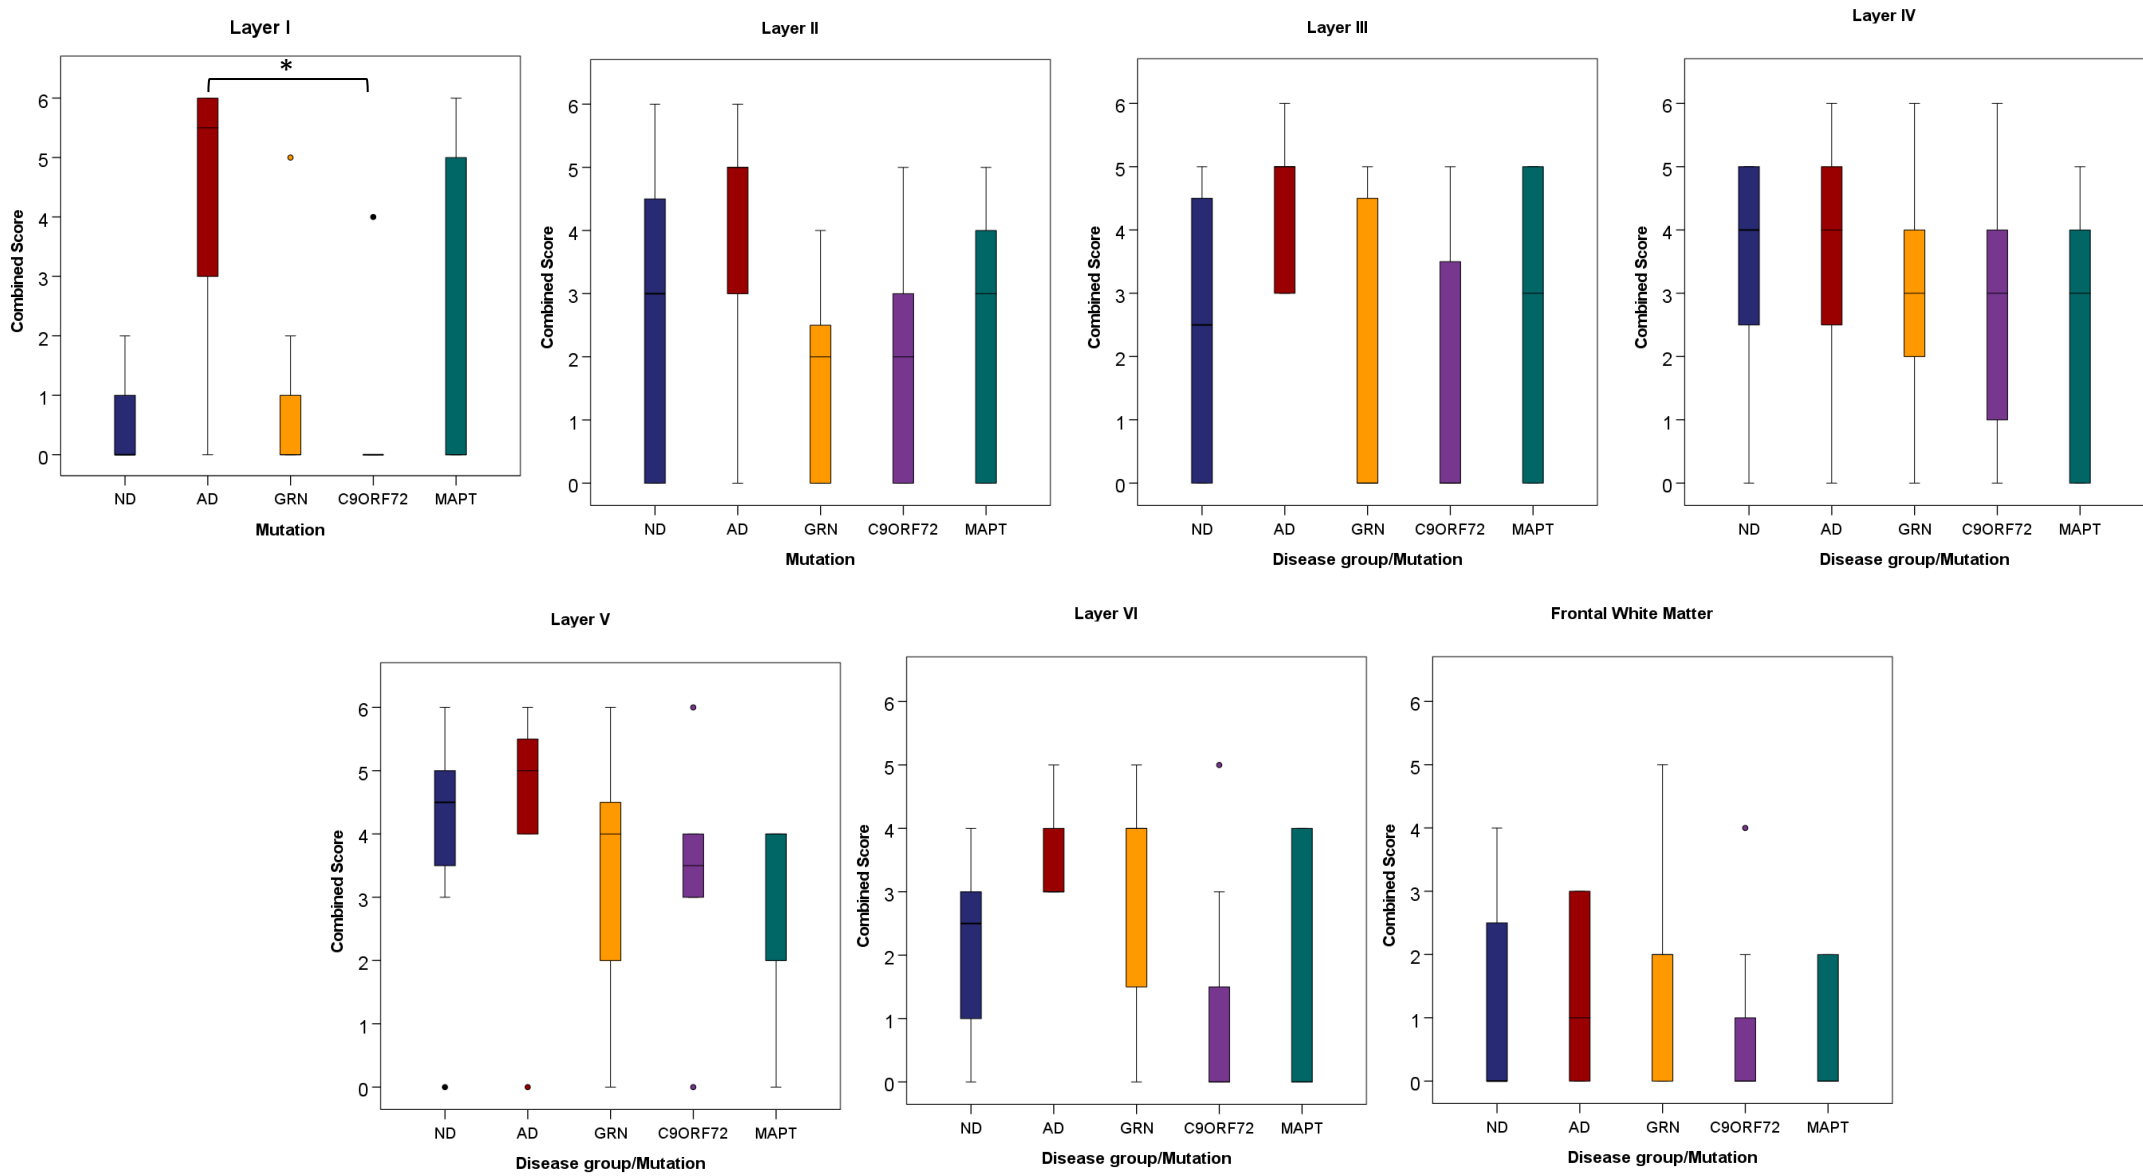 Layer I
*
Combined Score
6
5
4
3
2
1
0
ND AD GRN C9ORF72 MAPT
Mutation
Layer II
Combined Score
6
5
4
3
2
1
0
ND AD GRN C9ORF72 MAPT
Mutation
Layer III
Combined Score
6
5
4
3
2
1
0
ND AD GRN C9ORF72 MAPT
Disease group/Mutation
Layer IV
Combined Score
6
5
4
3
2
1
0
ND AD GRN C9ORF72 MAPT
Disease group/Mutation
Layer V
Combined Score
6
5
4
3
2
1
0
ND AD GRN C9ORF72 MAPT
Disease group/Mutation
Layer VI
Combined Score
6
5
4
3
2
1
0
ND AD GRN C9ORF72 MAPT
Disease group/Mutation
Frontal White Matter
Combined Score
6
5
4
3
2
1
0
ND AD GRN C9ORF72 MAPT
Disease group/Mutation